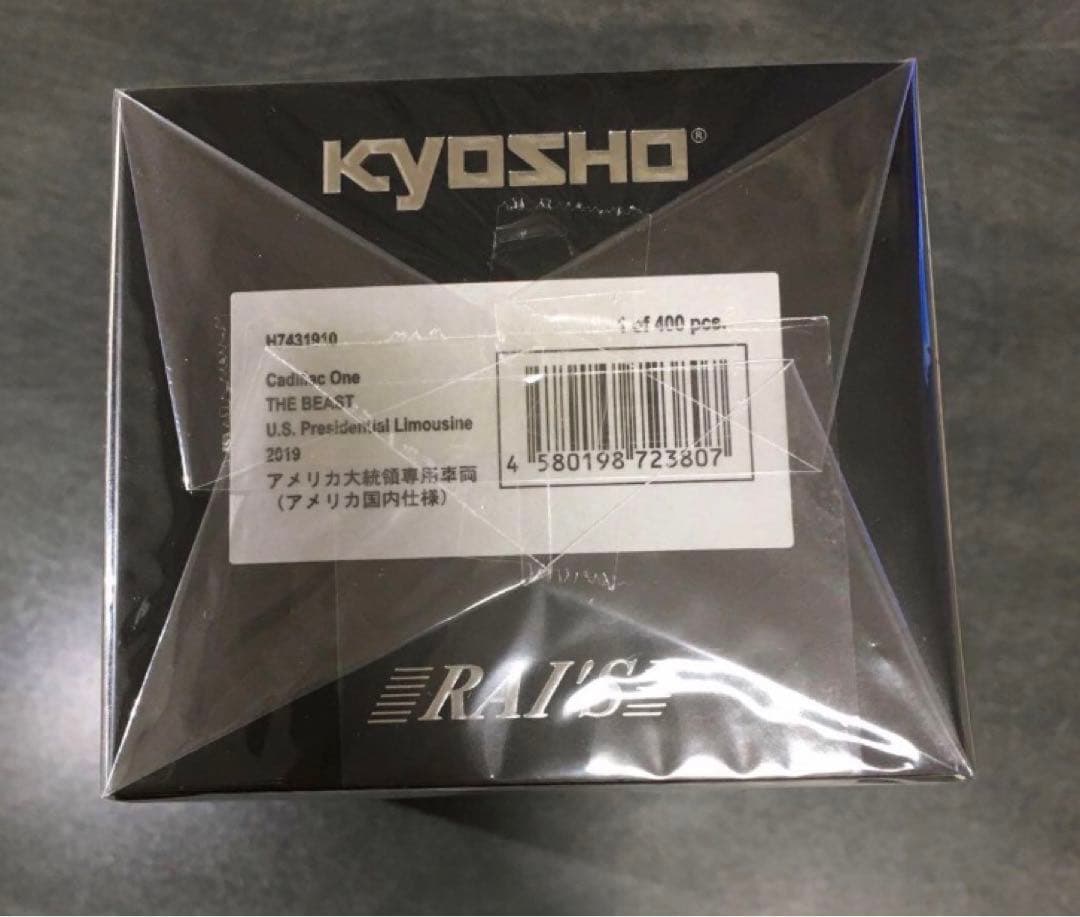 KYOSHO®
H7431910
1 of 400 pcs.
Cadillac One
THE BEAST
U.S. Presidential Limousine
2019
アメリカ大統領専用車両
（アメリカ国内仕様）
4 580198 723807
RAI'S